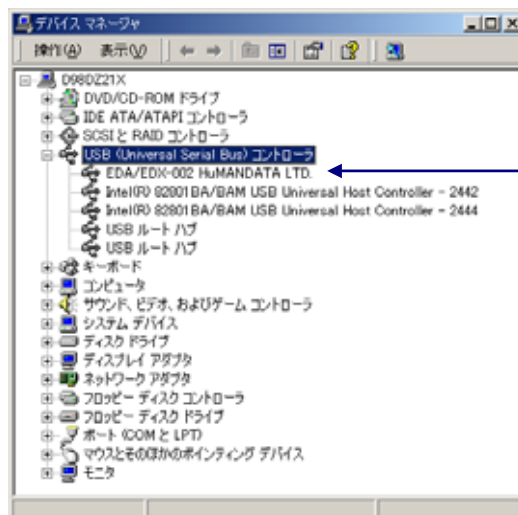 デバイス マネージャ
操作(A) 表示(V)
D980Z21X
DVD/CD-ROM ドライブ
IDE ATA/ATAPI コントローラ
SCSI と RAID コントローラ
USB (Universal Serial Bus) コントローラ
EDA/EDX-002 HuMANDATA LTD.
Intel(R) 82801BA/BAM USB Universal Host Controller - 2442
Intel(R) 82801BA/BAM USB Universal Host Controller - 2444
USB ルート ハブ
USB ルート ハブ
キーボード
コンピュータ
サウンド、ビデオ、およびゲーム コントローラ
システム デバイス
ディスク ドライブ
ディスプレイ アダプタ
ネットワーク アダプタ
フロッピー ディスク コントローラ
フロッピー ディスク ドライブ
ポート (COM と LPT)
マウスとそのほかのポインティング デバイス
モニタ